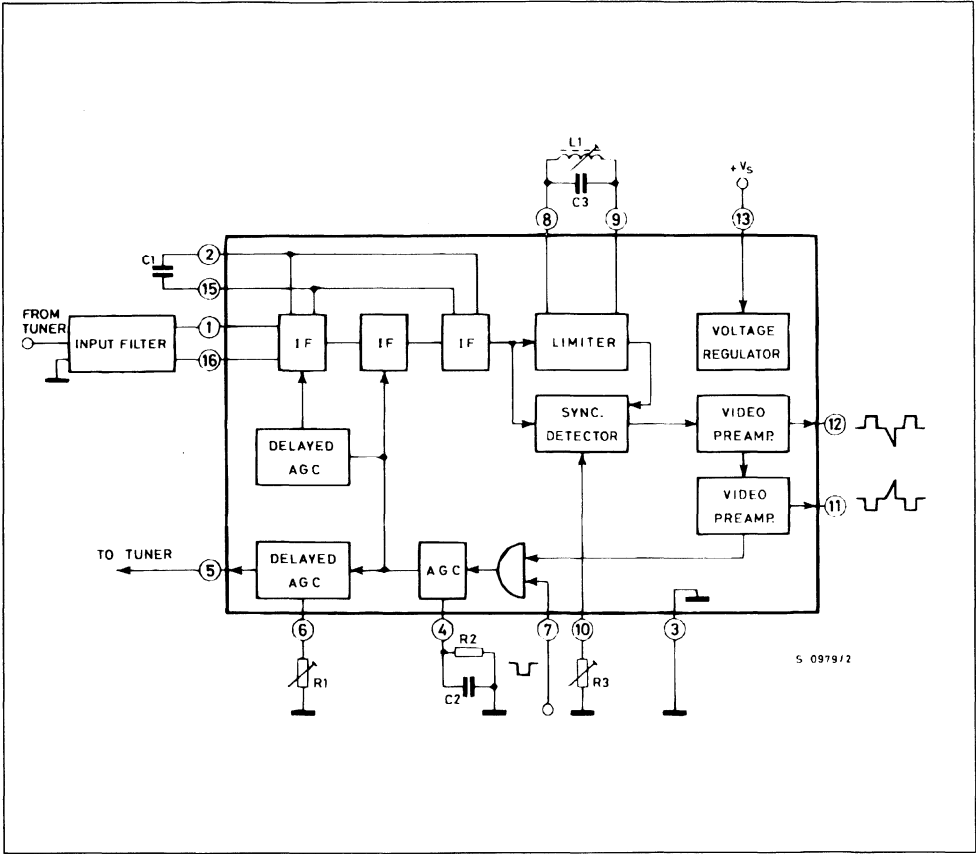 L1
C3
+V_S
8
9
13
2
C1
15
FROM
TUNER
1
INPUT FILTER
16
IF
IF
IF
LIMITER
VOLTAGE
REGULATOR
SYNC.
DETECTOR
VIDEO
PREAMP.
12
DELAYED
AGC
VIDEO
PREAMP.
11
TO TUNER
5
DELAYED
AGC
AGC
6
4
7
10
3
R1
R2
C2
R3
S 0979/2